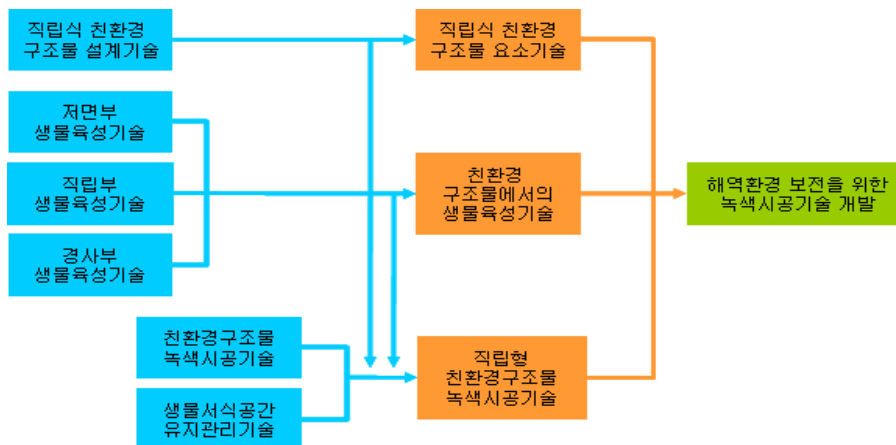 직립식 친환경
구조물 설계기술
직립식 친환경
구조물 요소기술
저면부
생물육성기술
직립부
생물육성기술
경사부
생물육성기술
친환경
구조물에서의
생물육성기술
해역환경 보전을 위한
녹색시공기술 개발
친환경구조물
녹색시공기술
생물서식공간
유지관리기술
직립형
친환경구조물
녹색시공기술